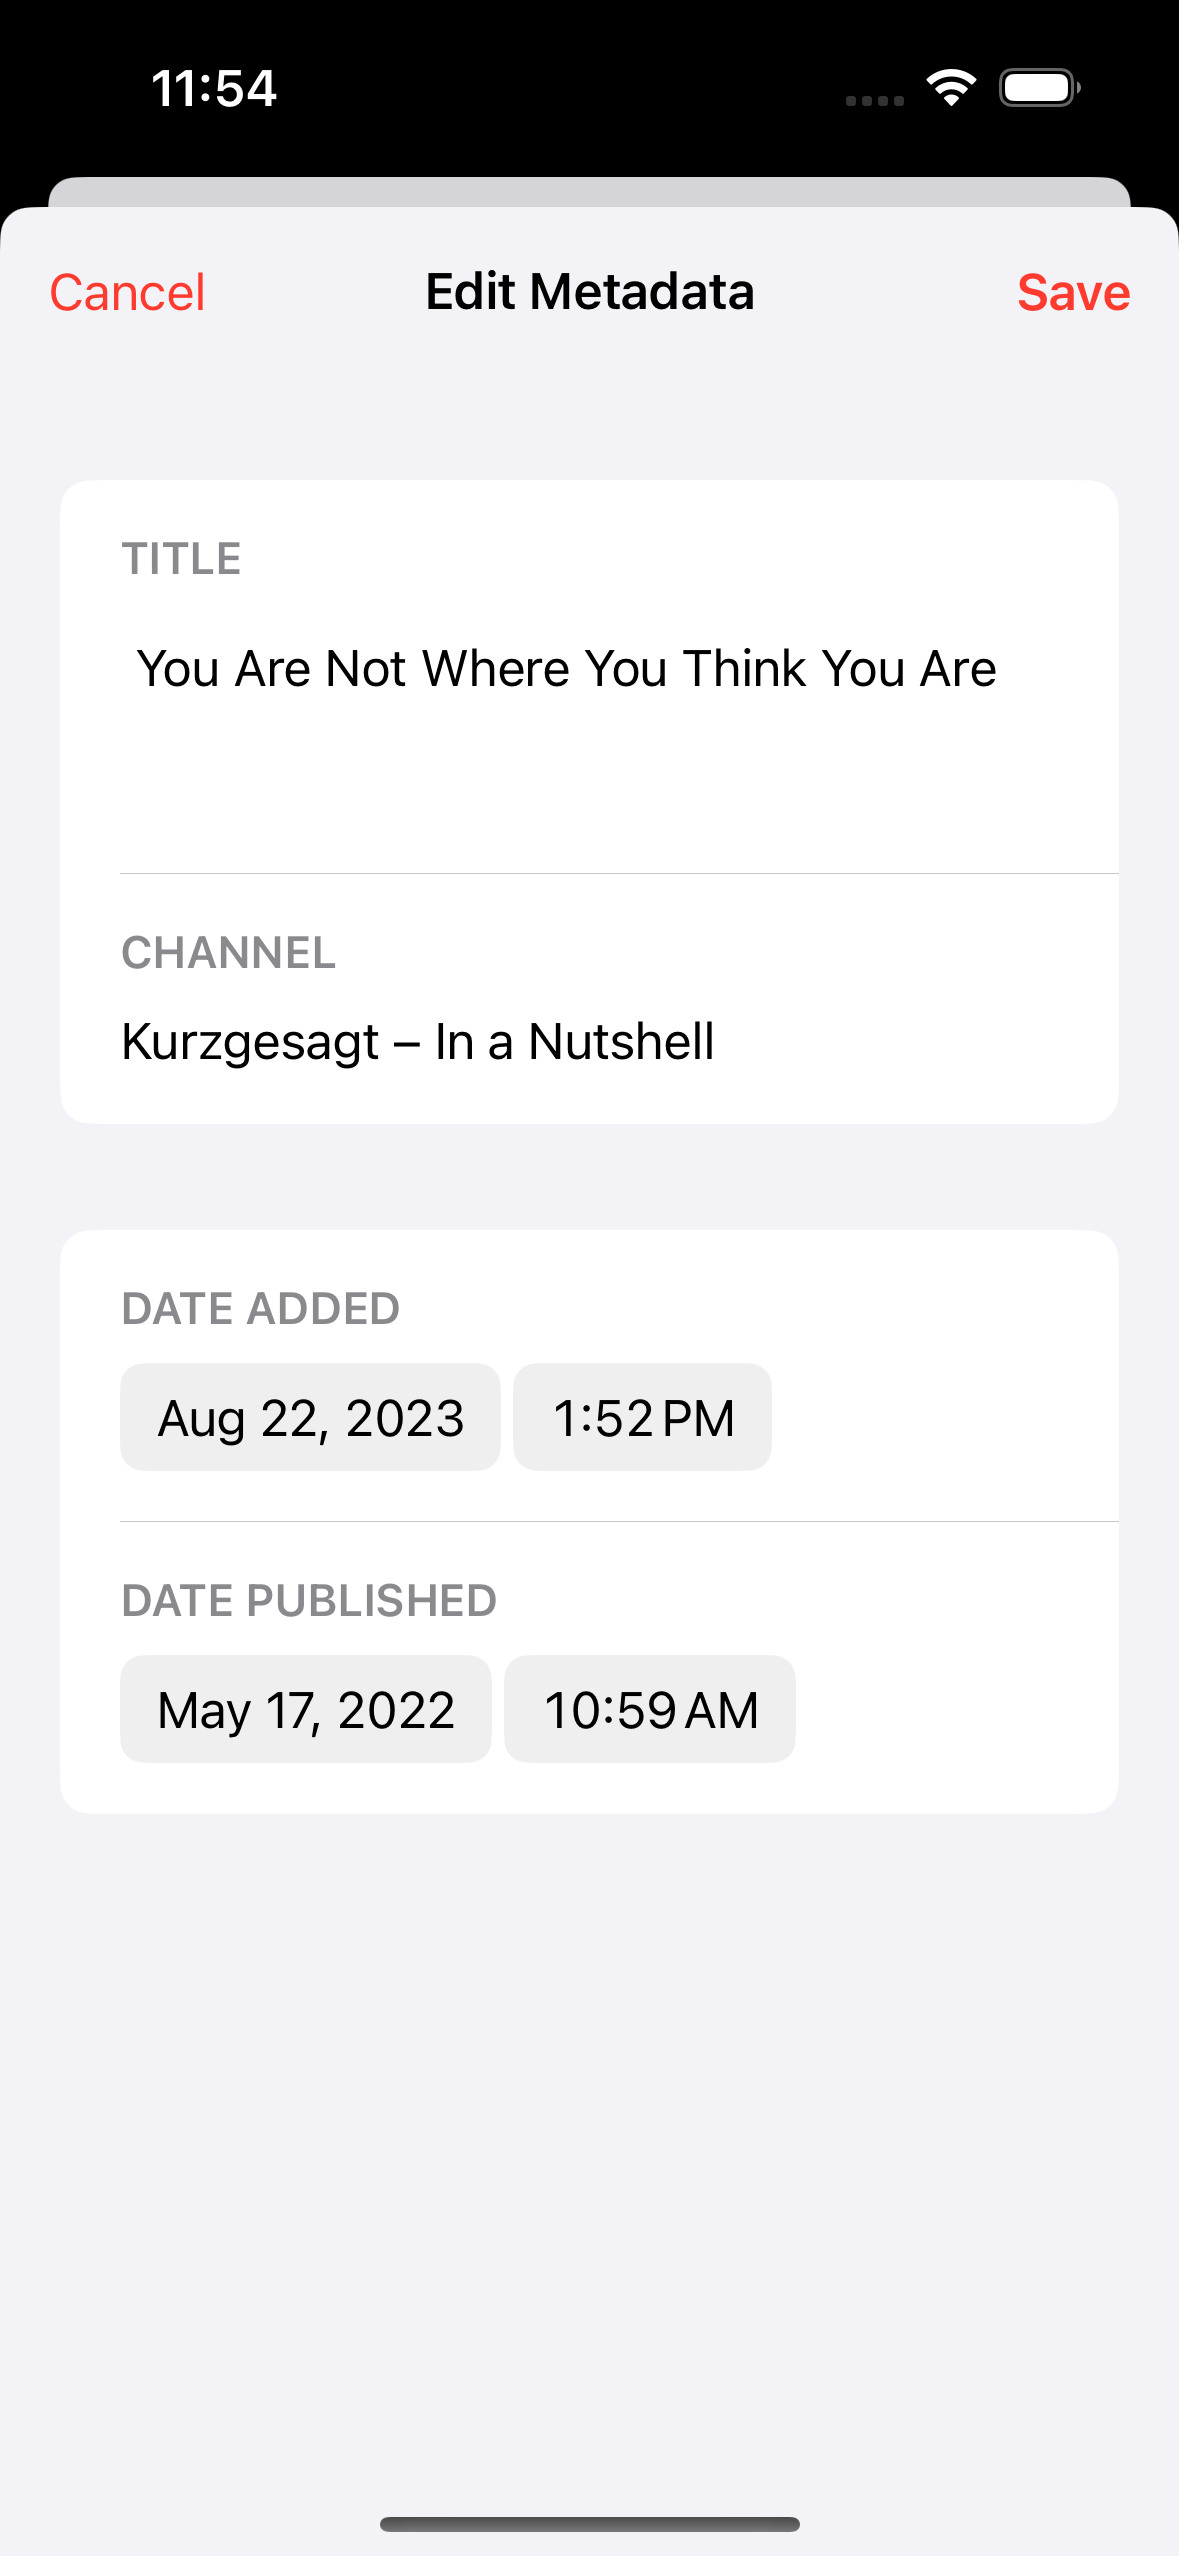 11:54
Cancel Edit Metadata Save
TITLE
You Are Not Where You Think You Are
CHANNEL
Kurzgesagt – In a Nutshell
DATE ADDED
Aug 22, 2023 1:52 PM
DATE PUBLISHED
May 17, 2022 10:59 AM